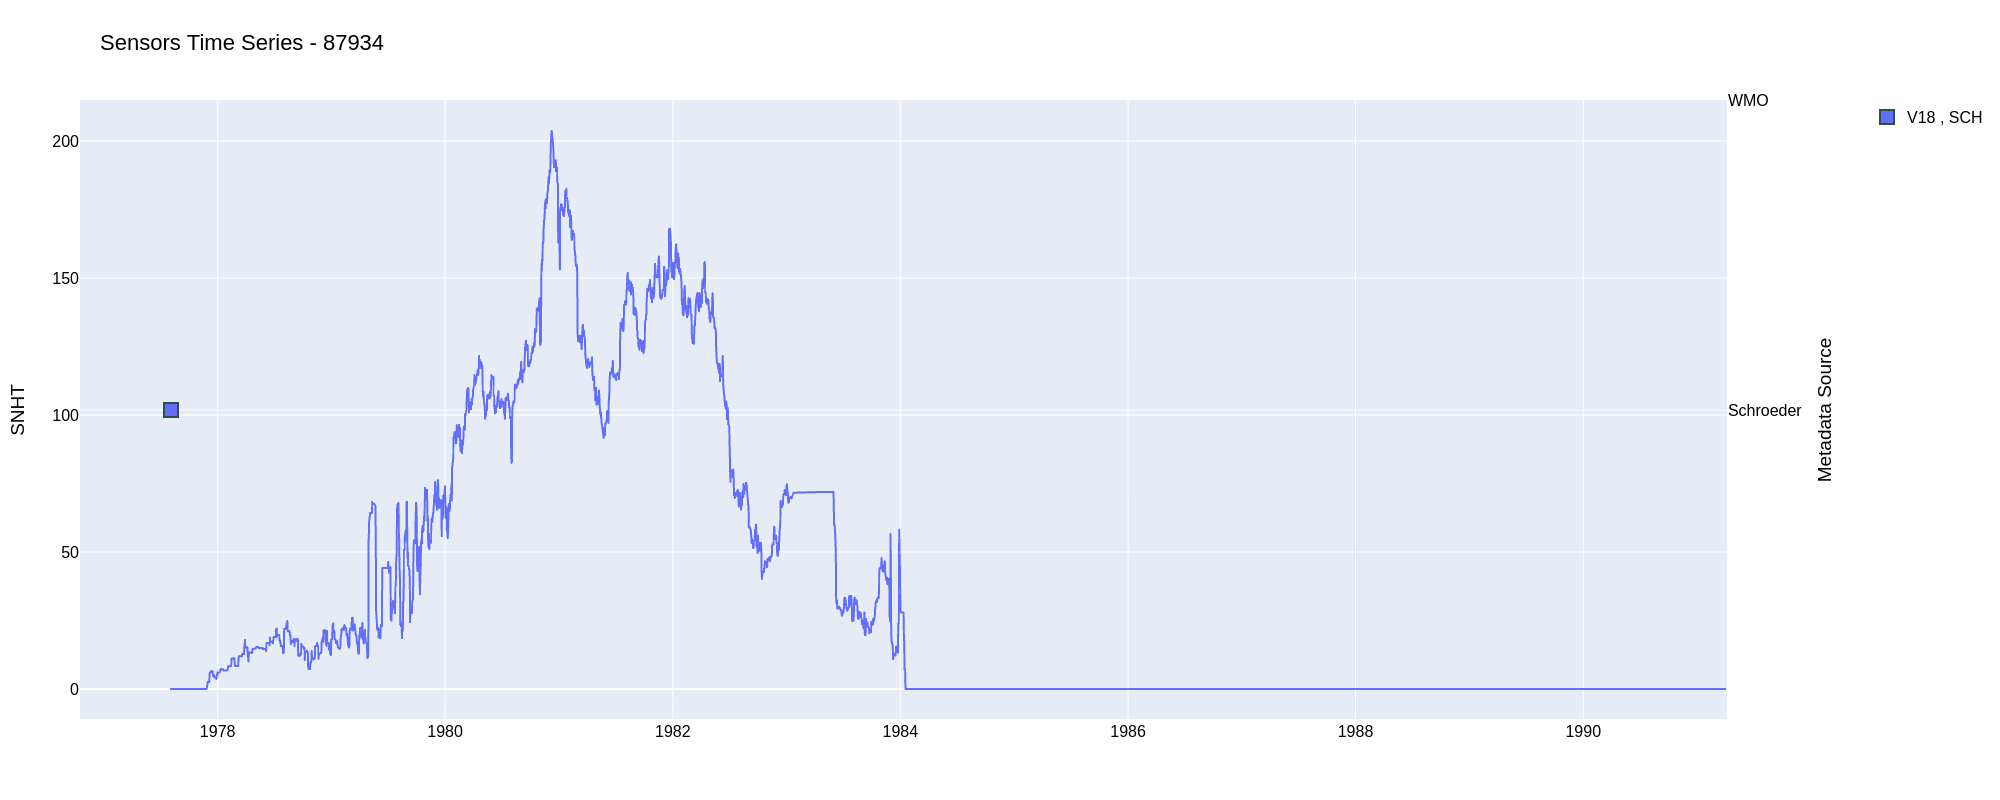 Sensors Time Series - 87934
WMO
V18 , SCH
200
150
100
50
0
SNHT
Schroeder
Metadata Source
1978 1980 1982 1984 1986 1988 1990